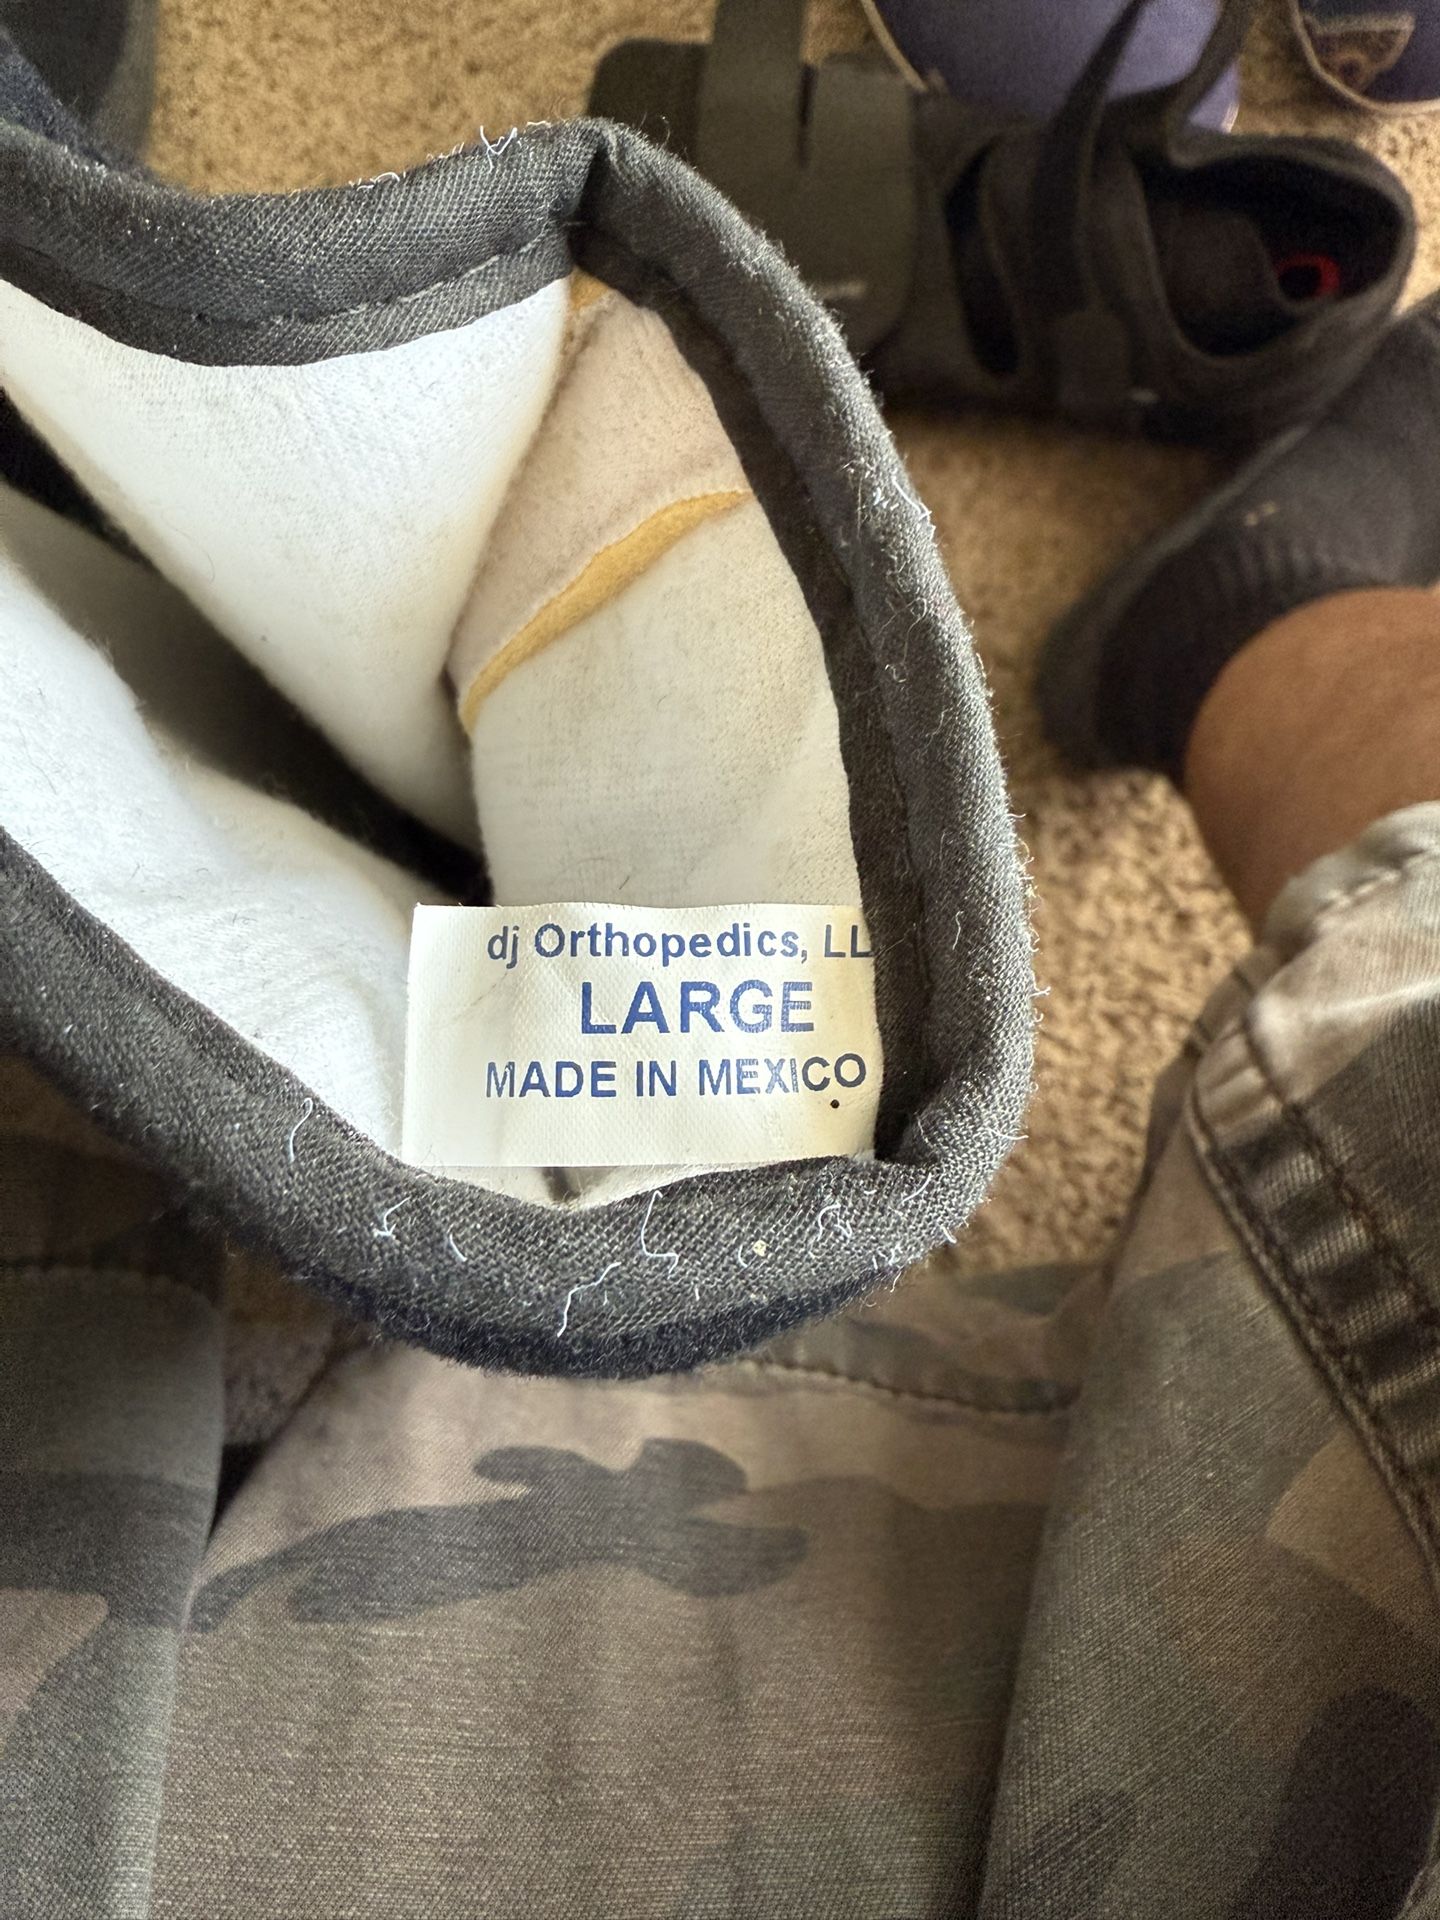 dj Orthopedics, LL
LARGE
MADE IN MEXICO